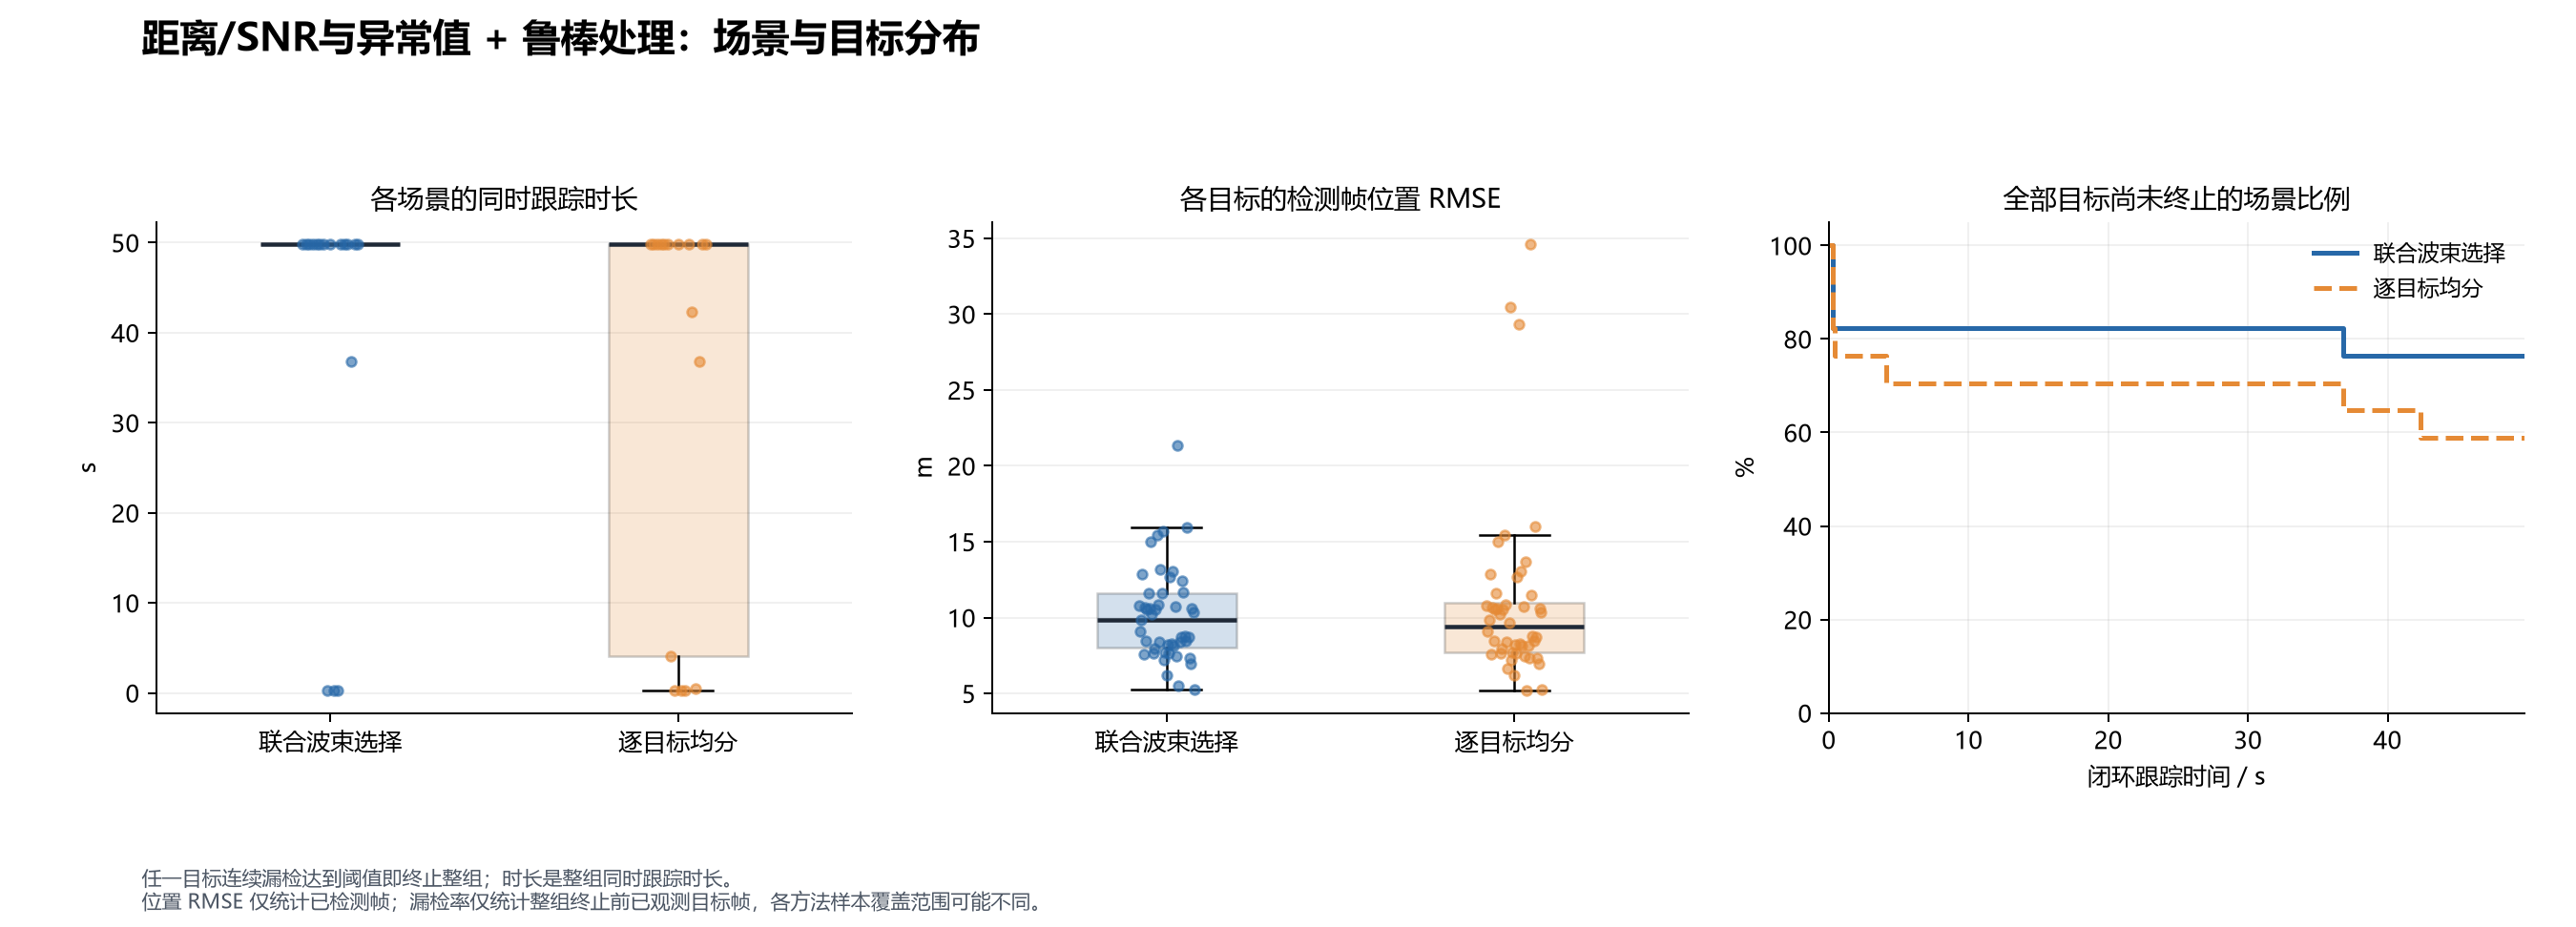 距离/SNR与异常值 + 鲁棒处理：场景与目标分布
各场景的同时跟踪时长
50
40
30
20
10
0
s
联合波束选择
逐目标均分
各目标的检测帧位置 RMSE
35
30
25
20
15
10
5
m
联合波束选择
逐目标均分
全部目标尚未终止的场景比例
100
80
60
40
20
0
%
联合波束选择
逐目标均分
0
10
20
30
40
闭环跟踪时间 / s
任一目标连续漏检达到阈值即终止整组；时长是整组同时跟踪时长。
位置 RMSE 仅统计已检测帧；漏检率仅统计整组终止前已观测目标帧，各方法样本覆盖范围可能不同。